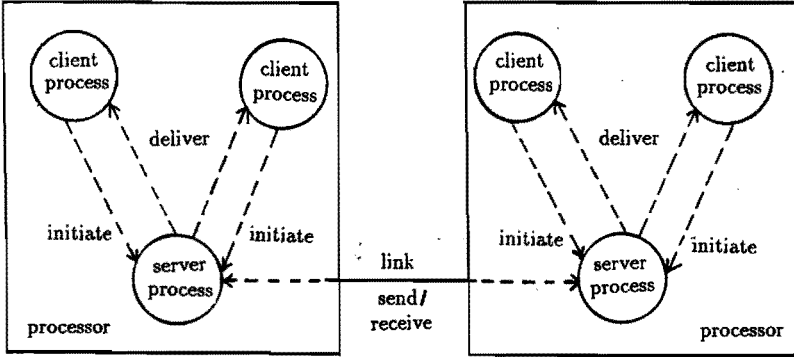 client
process
client
process
deliver
initiate
initiate
server
process
processor
link
send/
receive
client
process
client
process
deliver
initiate
initiate
server
process
processor